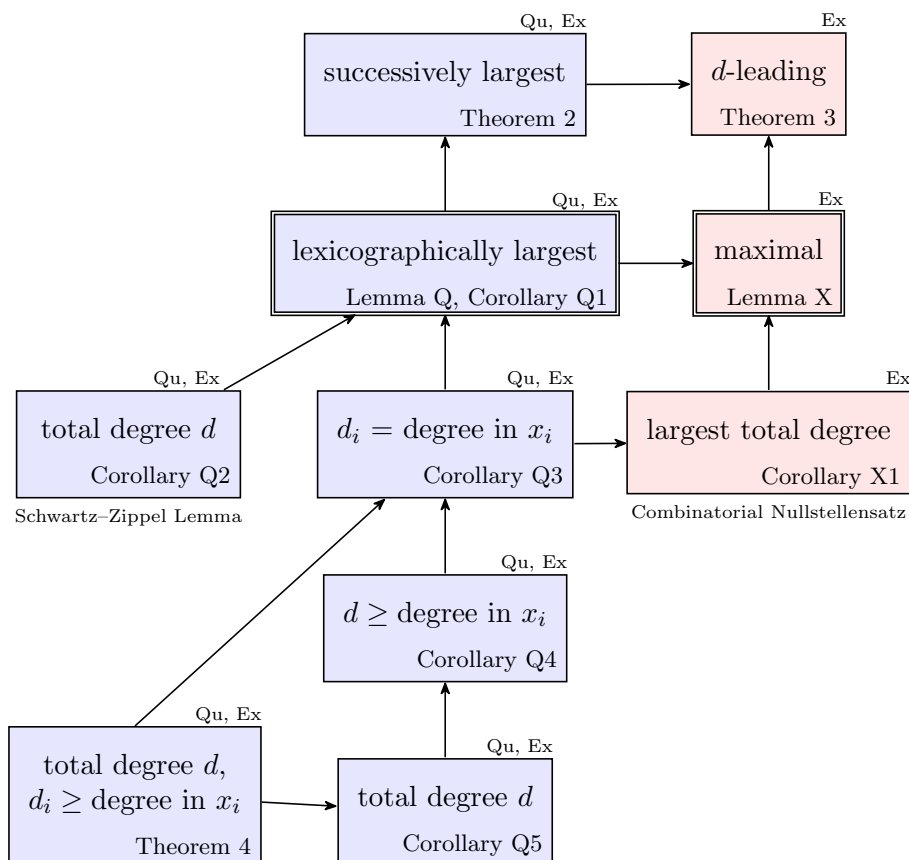 Qu, Ex
successively largest
Theorem 2
Ex
d-leading
Theorem 3
Qu, Ex
lexicographically largest
Lemma Q, Corollary Q1
Ex
maximal
Lemma X
Qu, Ex
total degree d
Corollary Q2
Schwartz–Zippel Lemma
Qu, Ex
d_i = degree in x_i
Corollary Q3
Ex
largest total degree
Corollary X1
Combinatorial Nullstellensatz
Qu, Ex
d ≥ degree in x_i
Corollary Q4
Qu, Ex
total degree d,
d_i ≥ degree in x_i
Theorem 4
Qu, Ex
total degree d
Corollary Q5